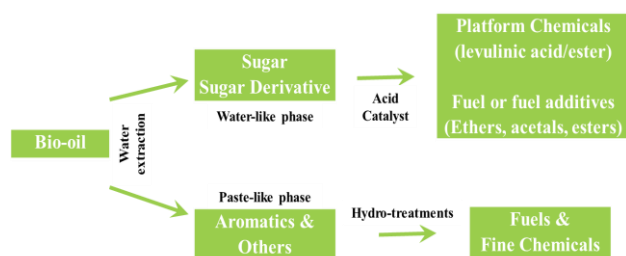 Bio-oil
Water
extraction
Sugar
Sugar Derivative
Water-like phase
Acid
Catalyst
Platform Chemicals
(levulinic acid/ester)
Fuel or fuel additives
(Ethers, acetals, esters)
Paste-like phase
Aromatics &
Others
Hydro-treatments
Fuels &
Fine Chemicals